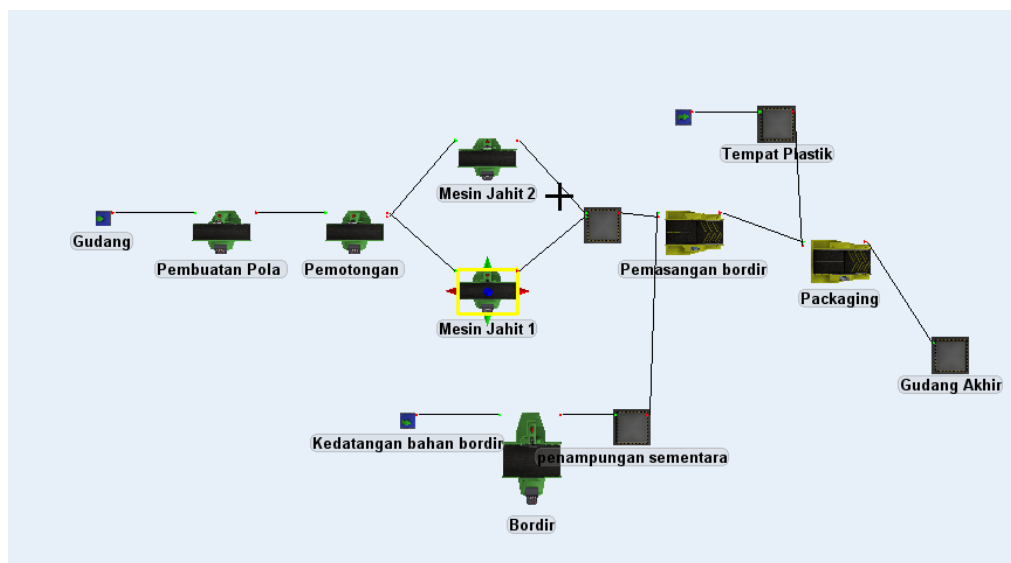 Tempat Plastik
Mesin Jahit 2
Gudang
Pembuatan Pola
Pemotongan
Pemasangan bordir
Packaging
Mesin Jahit 1
Gudang Akhir
Kedatangan bahan bordir
penampungan sementara
Bordir